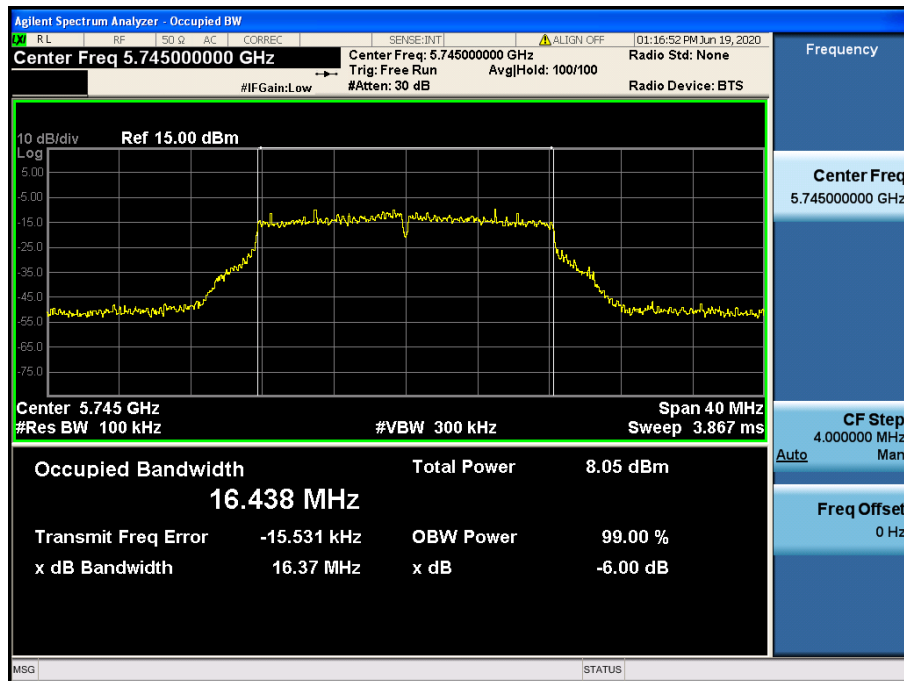 Agilent Spectrum Analyzer - Occupied BW
LXI RL RF 50 Ω AC CORREC SENSE:INT ALIGN OFF 01:16:52 PM Jun 19, 2020
Center Freq 5.745000000 GHz
Center Freq: 5.745000000 GHz
Radio Std: None
Trig: Free Run Avg|Hold: 100/100
#IFGain:Low
#Atten: 30 dB
Radio Device: BTS
10 dB/div Ref 15.00 dBm
Log
5.00
-5.00
-15.0
-25.0
-35.0
-45.0
-55.0
-65.0
-75.0
Center 5.745 GHz Span 40 MHz
#Res BW 100 kHz #VBW 300 kHz Sweep 3.867 ms
Occupied Bandwidth Total Power 8.05 dBm
16.438 MHz
Transmit Freq Error -15.531 kHz OBW Power 99.00 %
x dB Bandwidth 16.37 MHz x dB -6.00 dB
MSG STATUS
Frequency
Center Freq
5.745000000 GHz
CF Step
4.000000 MHz
Auto Man
Freq Offset
0 Hz